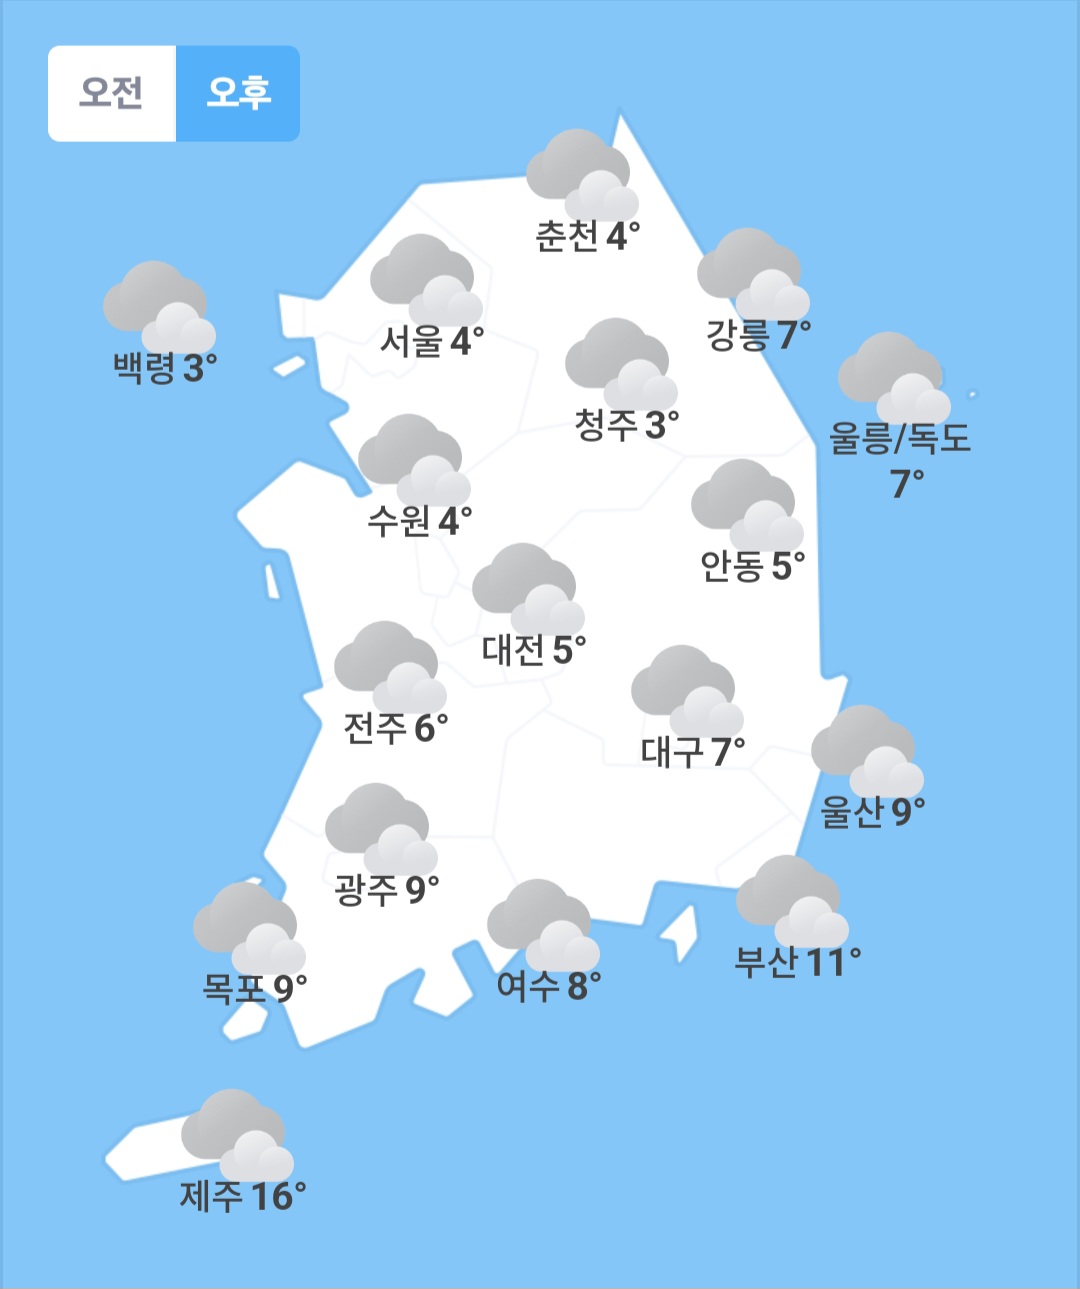 오전 오후
춘천 4°
강릉 7°
서울 4°
백령 3°
청주 3°
울릉/독도
7°
수원 4°
안동 5°
대전 5°
전주 6°
대구 7°
울산 9°
광주 9°
부산 11°
여수 8°
목포 9°
제주 16°